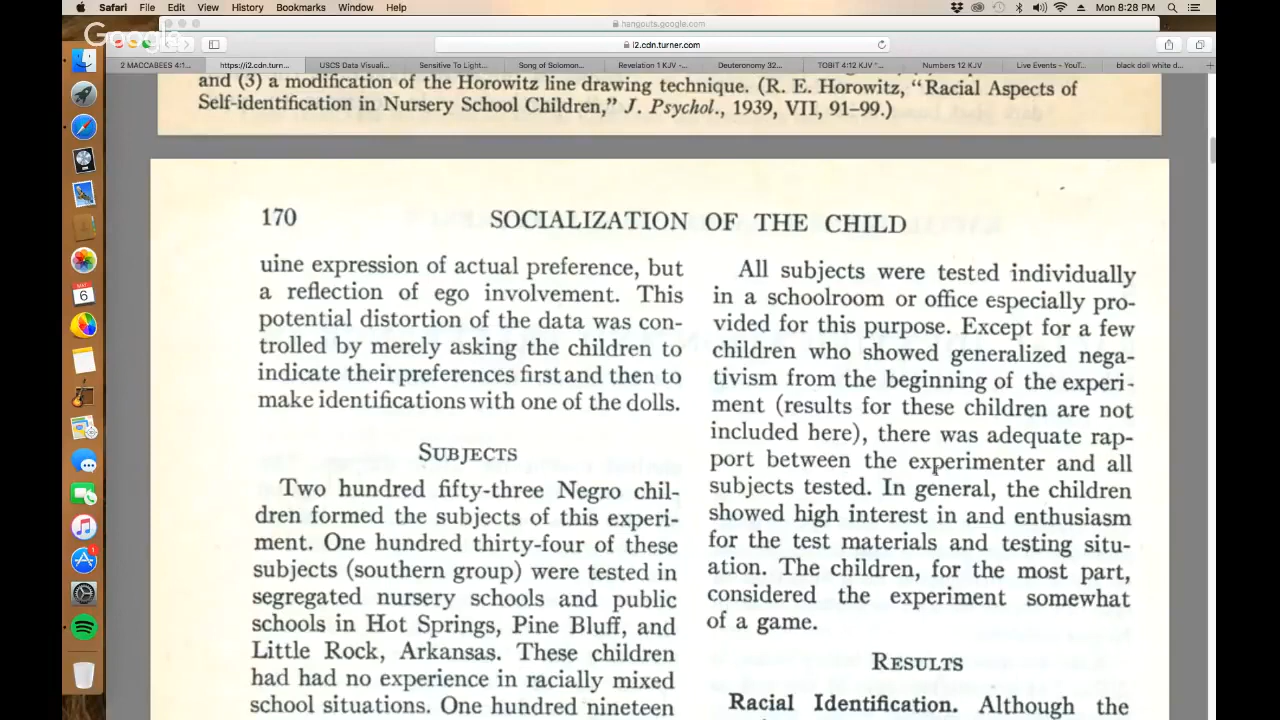 Safari File Edit View History Bookmarks Window Help
Mon 8:28 PM
Google
hangouts.google.com
i2.cdn.turner.com
2 MACCABEES 4:1... https://i2.cdn.turn... USCS Data Visuali... Sensitive To Light... Song of Solomon... Revelation 1 KJV -... Deuteronomy 32... TOBIT 4:12 KJV "... Numbers 12 KJV Live Events - YouT... black doll white d...
and (3) a modification of the Horowitz line drawing technique. (R. E. Horowitz, “Racial Aspects of
Self-identification in Nursery School Children,” J. Psychol., 1939, VII, 91–99.)
170
SOCIALIZATION OF THE CHILD
uine expression of actual preference, but
a reflection of ego involvement. This
potential distortion of the data was con-
trolled by merely asking the children to
indicate their preferences first and then to
make identifications with one of the dolls.
SUBJECTS
Two hundred fifty-three Negro chil-
dren formed the subjects of this experi-
ment. One hundred thirty-four of these
subjects (southern group) were tested in
segregated nursery schools and public
schools in Hot Springs, Pine Bluff, and
Little Rock, Arkansas. These children
had had no experience in racially mixed
school situations. One hundred nineteen
All subjects were tested individually
in a schoolroom or office especially pro-
vided for this purpose. Except for a few
children who showed generalized nega-
tivism from the beginning of the experi-
ment (results for these children are not
included here), there was adequate rap-
port between the experimenter and all
subjects tested. In general, the children
showed high interest in and enthusiasm
for the test materials and testing situ-
ation. The children, for the most part,
considered the experiment somewhat
of a game.
RESULTS
Racial Identification. Although the
6